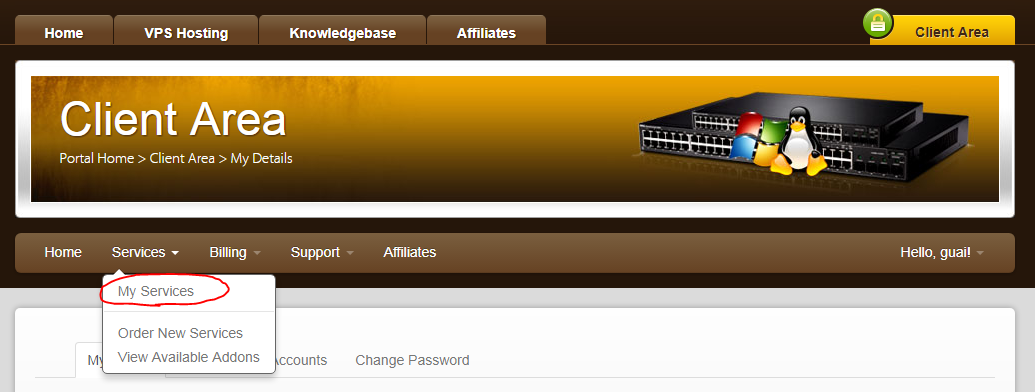 Home VPS Hosting Knowledgebase Affiliates Client Area
Client Area
Portal Home > Client Area > My Details
Home Services Billing Support Affiliates Hello, guai!
My Services
Order New Services
View Available Addons
My Accounts Change Password